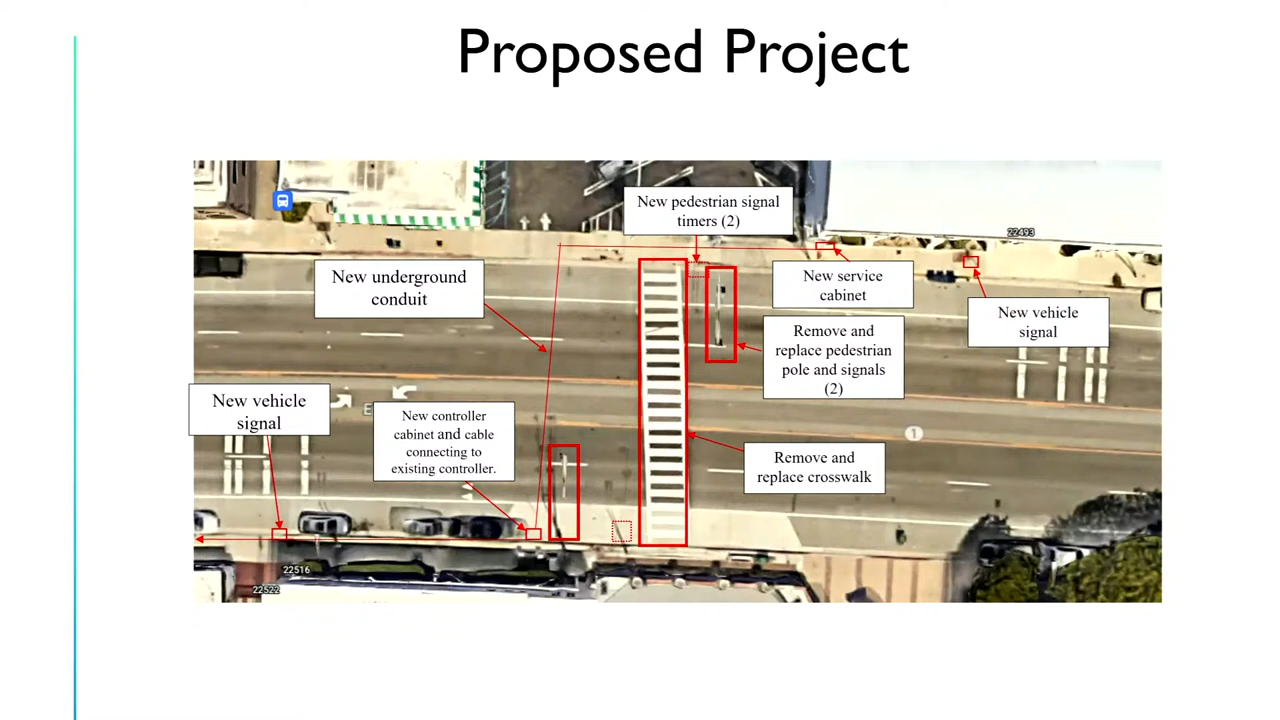 Proposed Project
New pedestrian signal
timers (2)
22493
New underground
conduit
New service
cabinet
New vehicle
signal
Remove and
replace pedestrian
pole and signals
(2)
New vehicle
signal
New controller
cabinet and cable
connecting to
existing controller.
1
Remove and
replace crosswalk
22516
22522